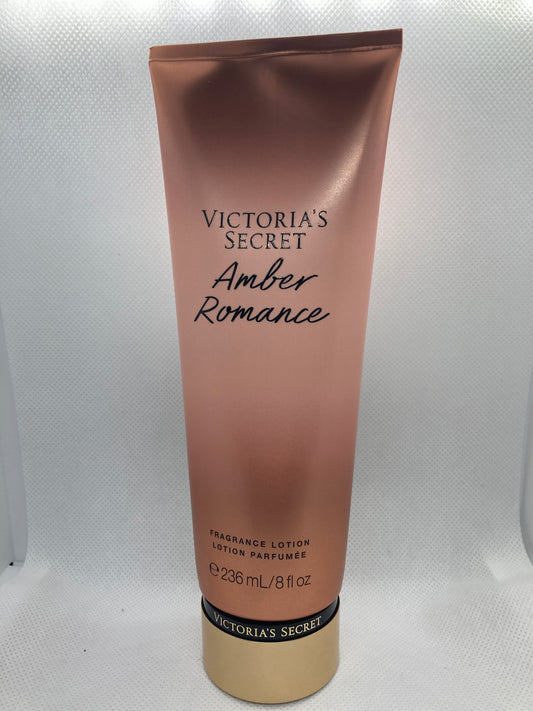 VICTORIA'S
SECRET
Amber
Romance
FRAGRANCE LOTION
LOTION PARFUMÉE
℮ 236 mL/8 fl oz
VICTORIA'S SECRET